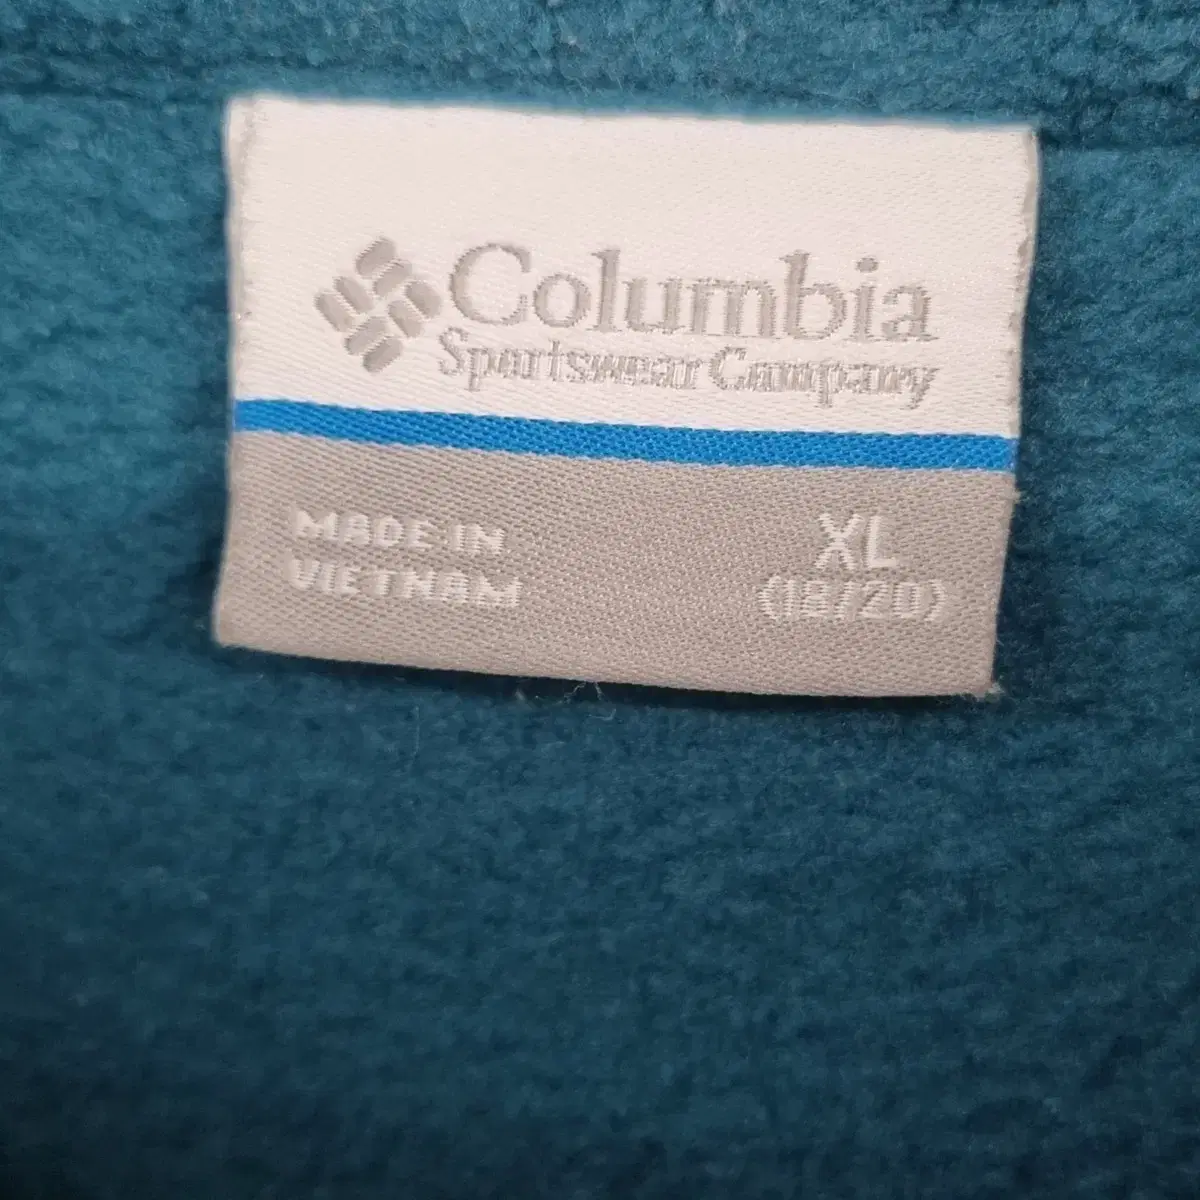 Columbia
Sportswear Company
MADE IN
VIETNAM
XL
(18/20)